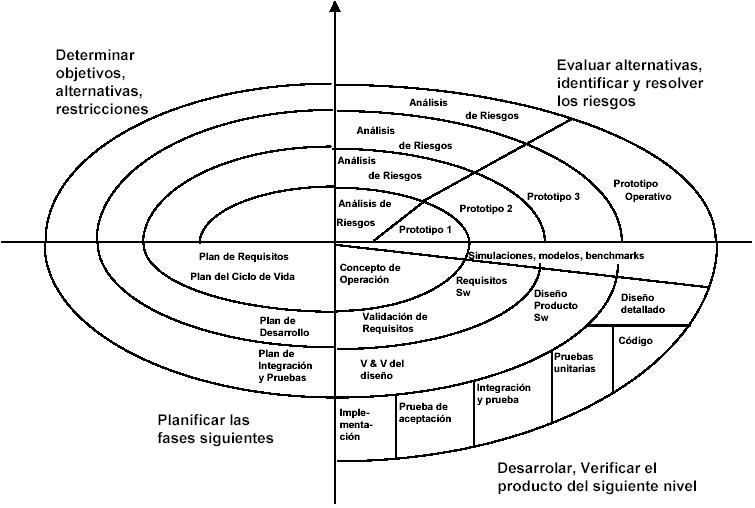 Determinar
objetivos,
alternativas,
restricciones
Evaluar alternativas,
identificar y resolver
los riesgos
Análisis
de Riesgos
Análisis
de Riesgos
Análisis
de Riesgos
Análisis de
Riesgos
Prototipo 1
Prototipo 2
Prototipo 3
Prototipo
Operativo
Simulaciones, modelos, benchmarks
Plan de Requisitos
Plan del Ciclo de Vida
Concepto de
Operación
Requisitos
Sw
Diseño
Producto
Sw
Diseño
detallado
Plan de
Desarrollo
Validación de
Requisitos
Código
Plan de
Integración
y Pruebas
V & V del
diseño
Pruebas
unitarias
Integración
y prueba
Prueba de
aceptación
Imple-
menta-
ción
Planificar las
fases siguientes
Desarrolar, Verificar el
producto del siguiente nivel